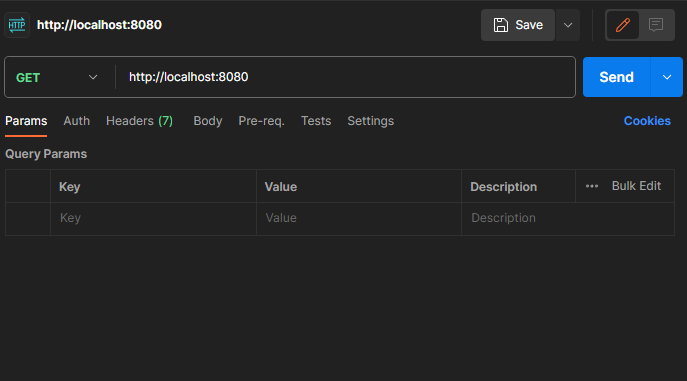 HTTP http://localhost:8080 Save
GET http://localhost:8080 Send
Params Auth Headers (7) Body Pre-req. Tests Settings Cookies
Query Params
Key Value Description ••• Bulk Edit
Key Value Description